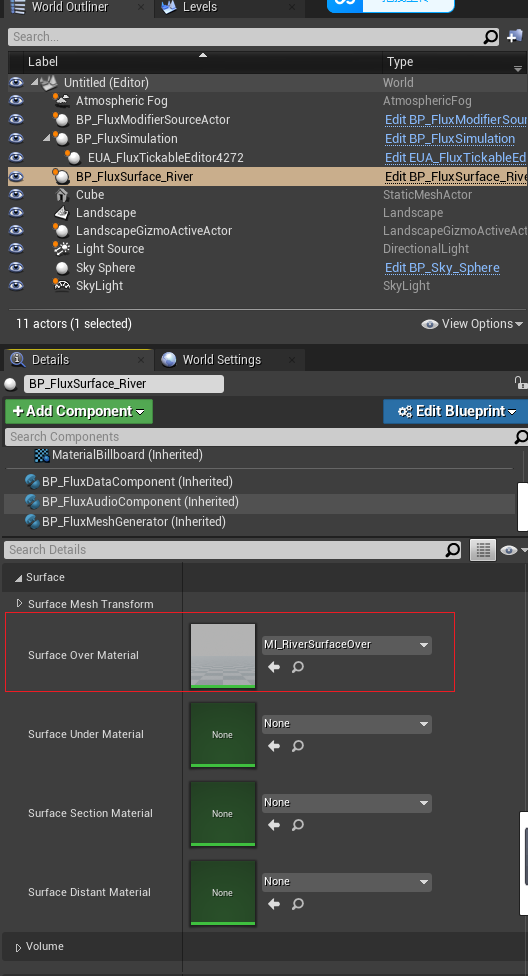 World Outliner
Levels
Search...
Label Type
Untitled (Editor) World
Atmospheric Fog AtmosphericFog
BP_FluxModifierSourceActor Edit BP_FluxModifierSour
BP_FluxSimulation Edit BP_FluxSimulation
EUA_FluxTickableEditor4272 Edit EUA_FluxTickableEd
BP_FluxSurface_River Edit BP_FluxSurface_Rive
Cube StaticMeshActor
Landscape Landscape
LandscapeGizmoActiveActor LandscapeGizmoActiveAct
Light Source DirectionalLight
Sky Sphere Edit BP_Sky_Sphere
SkyLight SkyLight
11 actors (1 selected) View Options
Details World Settings
BP_FluxSurface_River
+ Add Component Edit Blueprint
Search Components
MaterialBillboard (Inherited)
BP_FluxDataComponent (Inherited)
BP_FluxAudioComponent (Inherited)
BP_FluxMeshGenerator (Inherited)
Search Details
Surface
Surface Mesh Transform
Surface Over Material MI_RiverSurfaceOver
Surface Under Material None None
Surface Section Material None None
Surface Distant Material None None
Volume